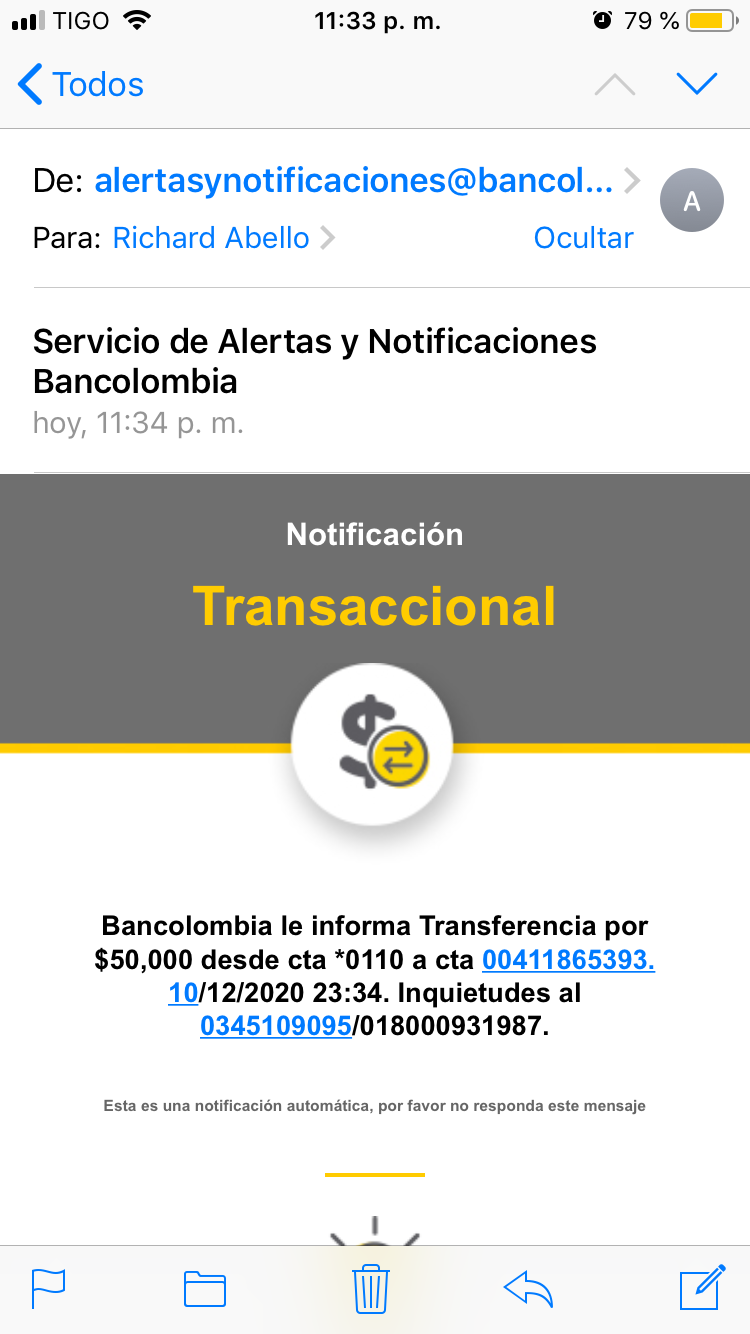 TIGO 11:33 p. m. 79 %
Todos
De: alertasynotificaciones@bancol...
A
Para: Richard Abello Ocultar
Servicio de Alertas y Notificaciones
Bancolombia
hoy, 11:34 p. m.
Notificación
Transaccional
Bancolombia le informa Transferencia por
$50,000 desde cta *0110 a cta 00411865393.
10/12/2020 23:34. Inquietudes al
0345109095/018000931987.
Esta es una notificación automática, por favor no responda este mensaje